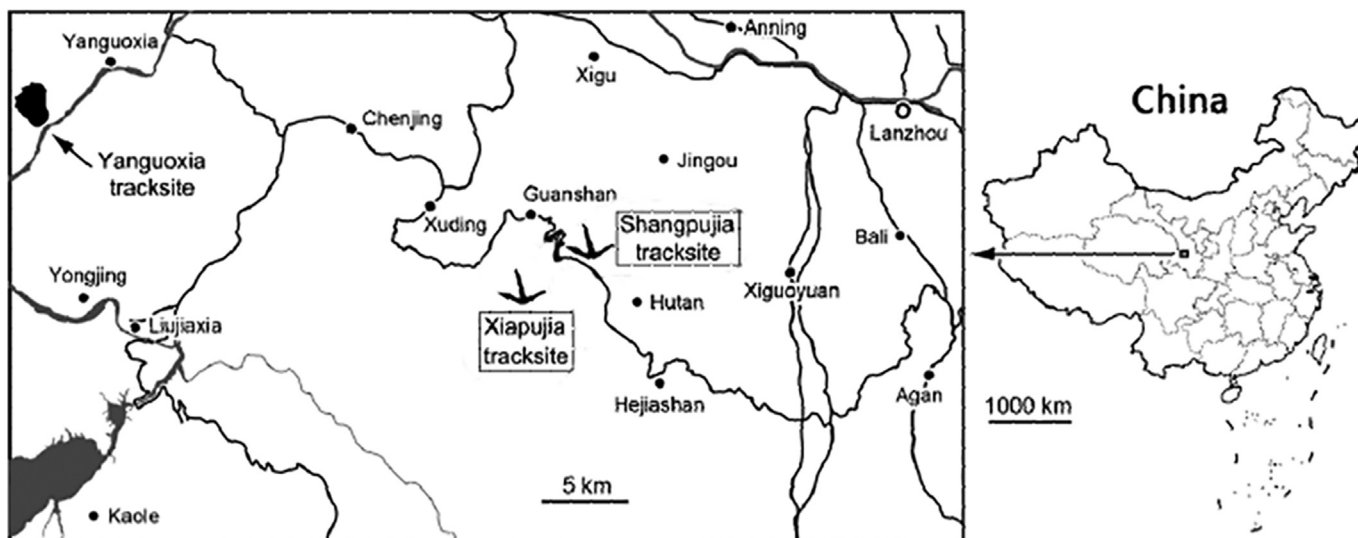 Anning
Yanguoxia
Xigu
China
Lanzhou
Chenjing
Jingou
Yanguoxia
tracksite
Guanshan
Xuding
Shangpujia
tracksite
Bali
Yongjing
Xiguoyuan
Hutan
Liujiaxia
Xiapujia
tracksite
Agan
Hejiashan
1000 km
5 km
Kaole